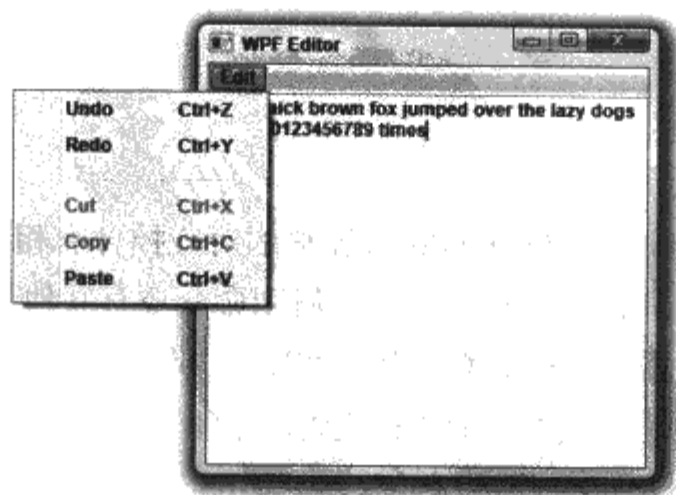 WPF Editor
Edit
Undo Ctrl+Z
Redo Ctrl+Y
Cut Ctrl+X
Copy Ctrl+C
Paste Ctrl+V
uick brown fox jumped over the lazy dogs
0123456789 times